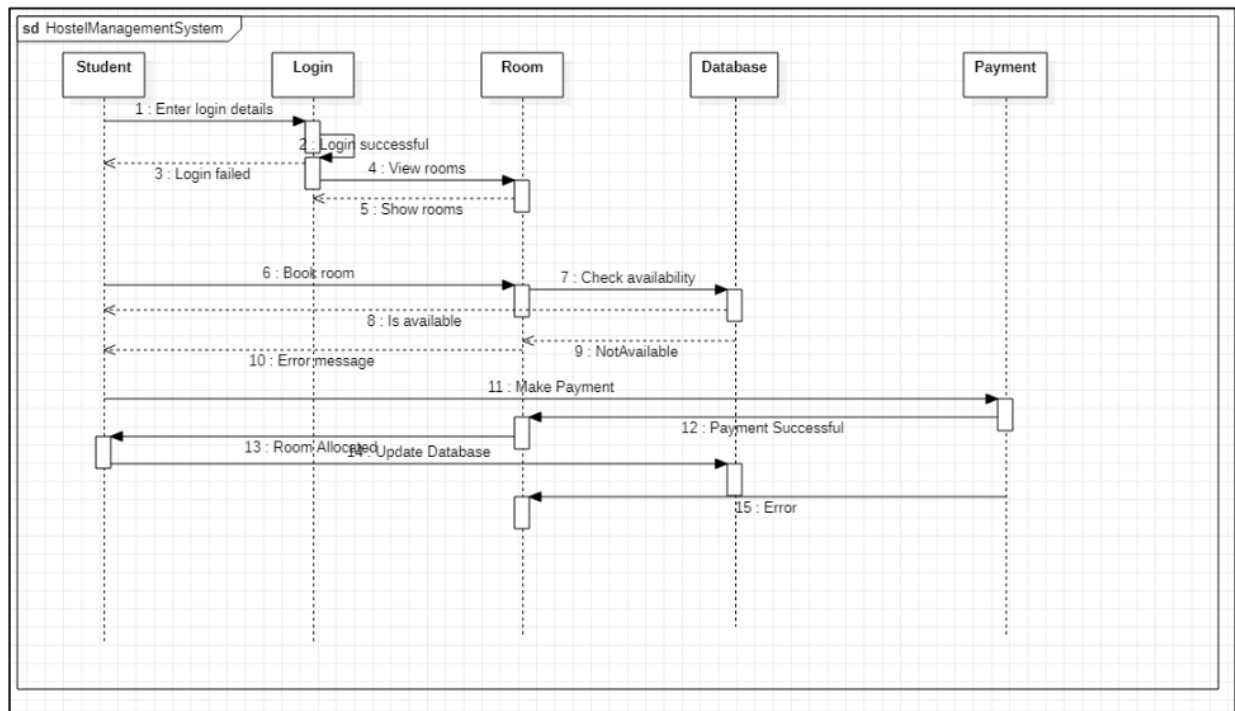 sd HostelManagementSystem
Student
Login
Room
Database
Payment
1 : Enter login details
2 : Login successful
3 : Login failed
4 : View rooms
5 : Show rooms
6 : Book room
7 : Check availability
8 : Is available
9 : NotAvailable
10 : Error message
11 : Make Payment
12 : Payment Successful
13 : Room Allocated
14 : Update Database
15 : Error